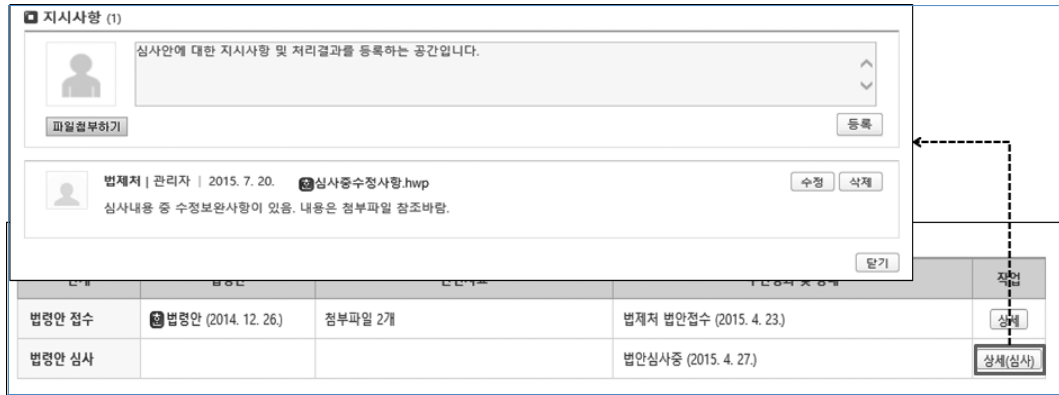 지시사항 (1)
심사안에 대한 지시사항 및 처리결과를 등록하는 공간입니다.
파일첨부하기
등록
법제처 | 관리자 | 2015. 7. 20. 심사중수정사항.hwp
수정 삭제
심사내용 중 수정보완사항이 있음. 내용은 첨부파일 참조바람.
닫기
작업
법령안 접수 법령안 (2014. 12. 26.) 첨부파일 2개 법제처 법안접수 (2015. 4. 23.) 상세
법령안 심사 법안심사중 (2015. 4. 27.) 상세(심사)